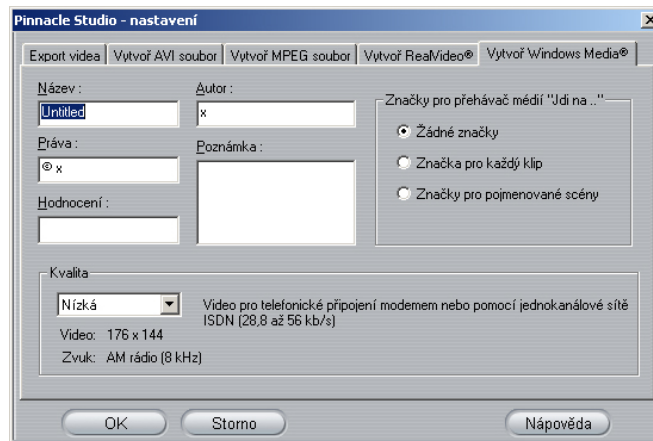 Pinnacle Studio - nastavení
Export videa
Vytvoř AVI soubor
Vytvoř MPEG soubor
Vytvoř RealVideo®
Vytvoř Windows Media®
Název :
Untitled
Autor :
x
Práva :
© x
Poznámka :
Hodnocení :
Značky pro přehávač médií "Jdi na .."
Žádné značky
Značka pro každý klip
Značky pro pojmenované scény
Kvalita
Nízká
Video pro telefonické připojení modemem nebo pomocí jednokanálové sítě
ISDN (28,8 až 56 kb/s)
Video: 176 x 144
Zvuk: AM rádio (8 kHz)
OK
Storno
Nápověda